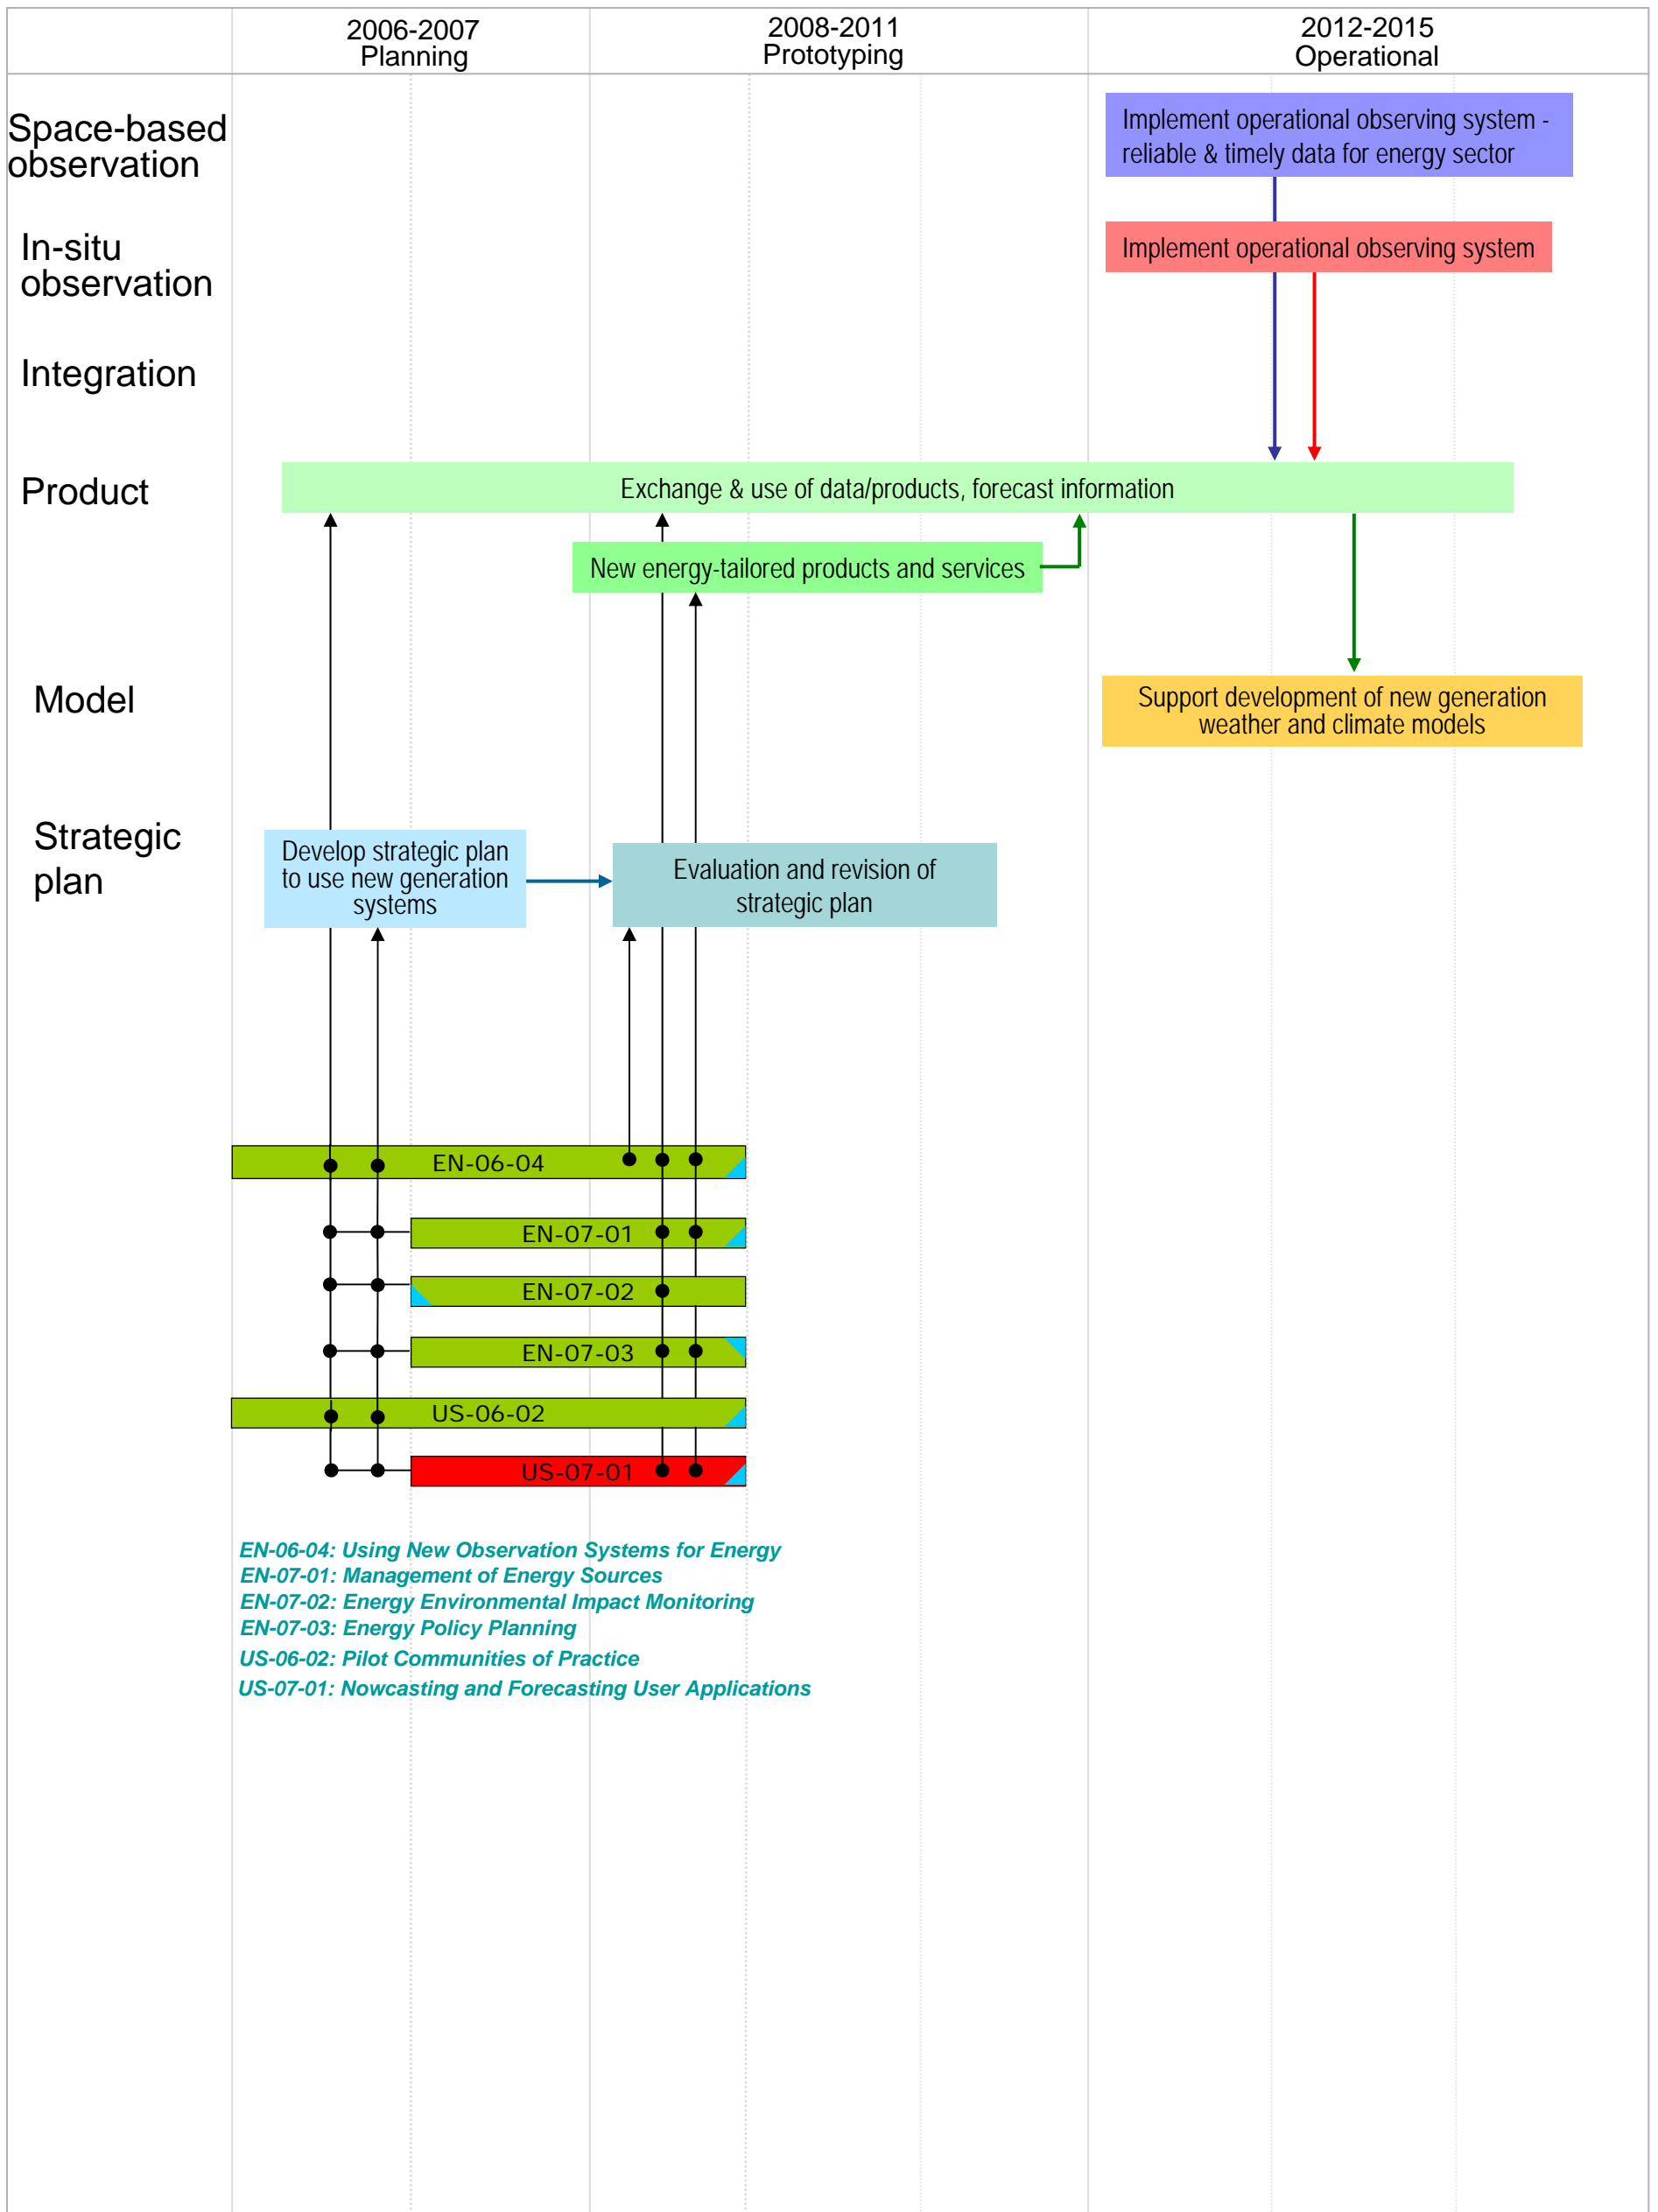 2006-2007
Planning
2008-2011
Prototyping
2012-2015
Operational
Space-based
observation
Implement operational observing system -
reliable & timely data for energy sector
In-situ
observation
Implement operational observing system
Integration
Product
Exchange & use of data/products, forecast information
New energy-tailored products and services
Model
Support development of new generation
weather and climate models
Strategic
plan
Develop strategic plan
to use new generation
systems
Evaluation and revision of
strategic plan
EN-06-04
EN-07-01
EN-07-02
EN-07-03
US-06-02
US-07-01
EN-06-04: Using New Observation Systems for Energy
EN-07-01: Management of Energy Sources
EN-07-02: Energy Environmental Impact Monitoring
EN-07-03: Energy Policy Planning
US-06-02: Pilot Communities of Practice
US-07-01: Nowcasting and Forecasting User Applications